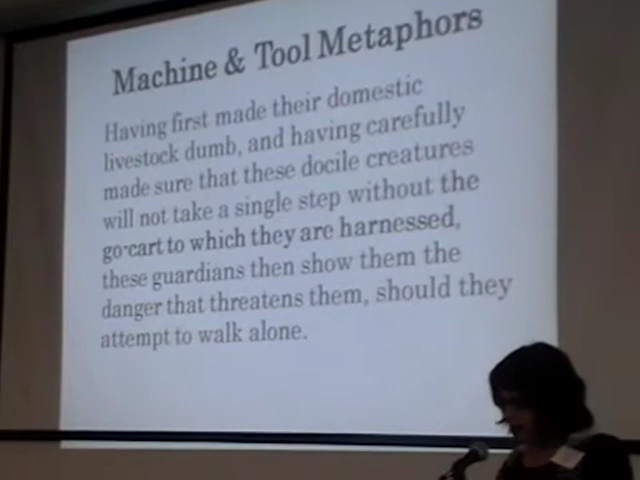 Machine & Tool Metaphors
Having first made their domestic
livestock dumb, and having carefully
made sure that these docile creatures
will not take a single step without the
go-cart to which they are harnessed,
these guardians then show them the
danger that threatens them, should they
attempt to walk alone.